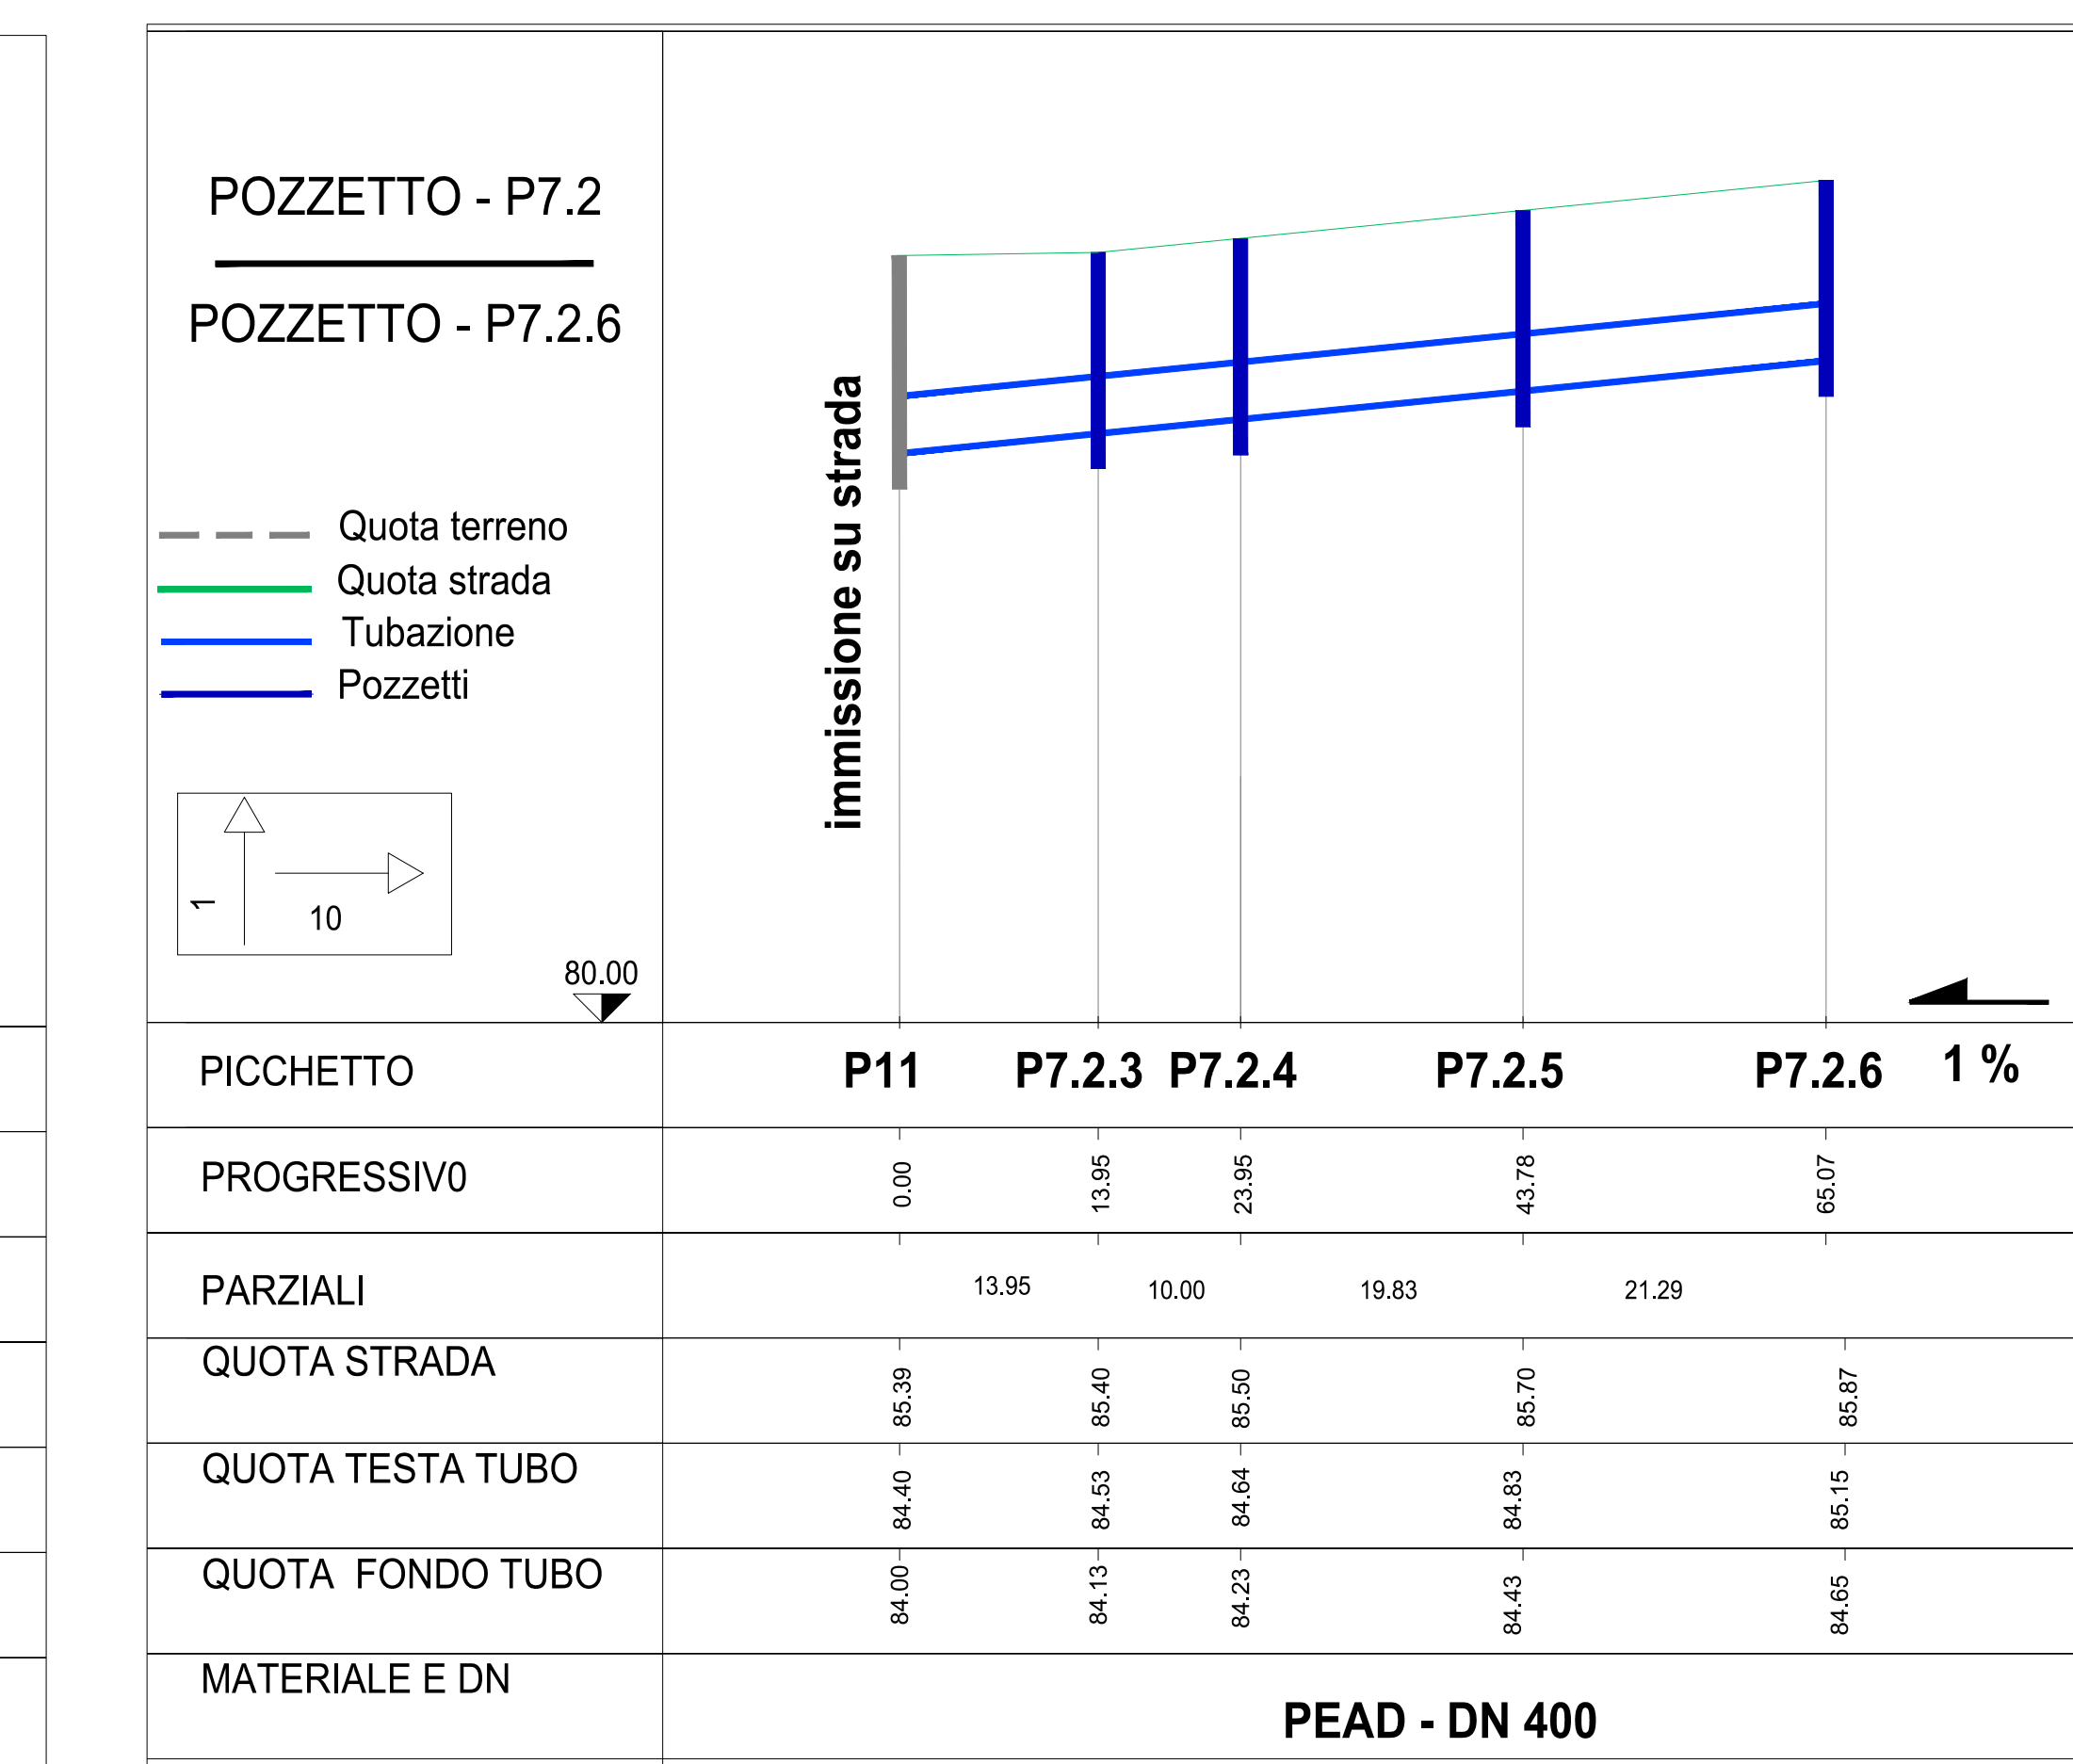 POZZETTO - P7.2
POZZETTO - P7.2.6
Quota terreno
Quota strada
Tubazione
Pozzetti
1
10
80.00
immissione su strada
PICCHETTO P11 P7.2.3 P7.2.4 P7.2.5 P7.2.6 1 %
PROGRESSIV0 0.00 13.95 23.95 43.78 65.07
PARZIALI 13.95 10.00 19.83 21.29
QUOTA STRADA 85.39 85.40 85.50 85.70 85.87
QUOTA TESTA TUBO 84.40 84.53 84.64 84.83 85.15
QUOTA FONDO TUBO 84.00 84.13 84.23 84.43 84.65
MATERIALE E DN PEAD - DN 400